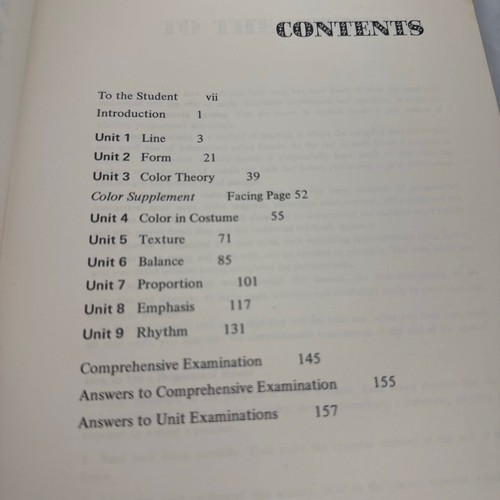 CONTENTS
To the Student vii
Introduction 1
Unit 1 Line 3
Unit 2 Form 21
Unit 3 Color Theory 39
Color Supplement Facing Page 52
Unit 4 Color in Costume 55
Unit 5 Texture 71
Unit 6 Balance 85
Unit 7 Proportion 101
Unit 8 Emphasis 117
Unit 9 Rhythm 131
Comprehensive Examination 145
Answers to Comprehensive Examination 155
Answers to Unit Examinations 157